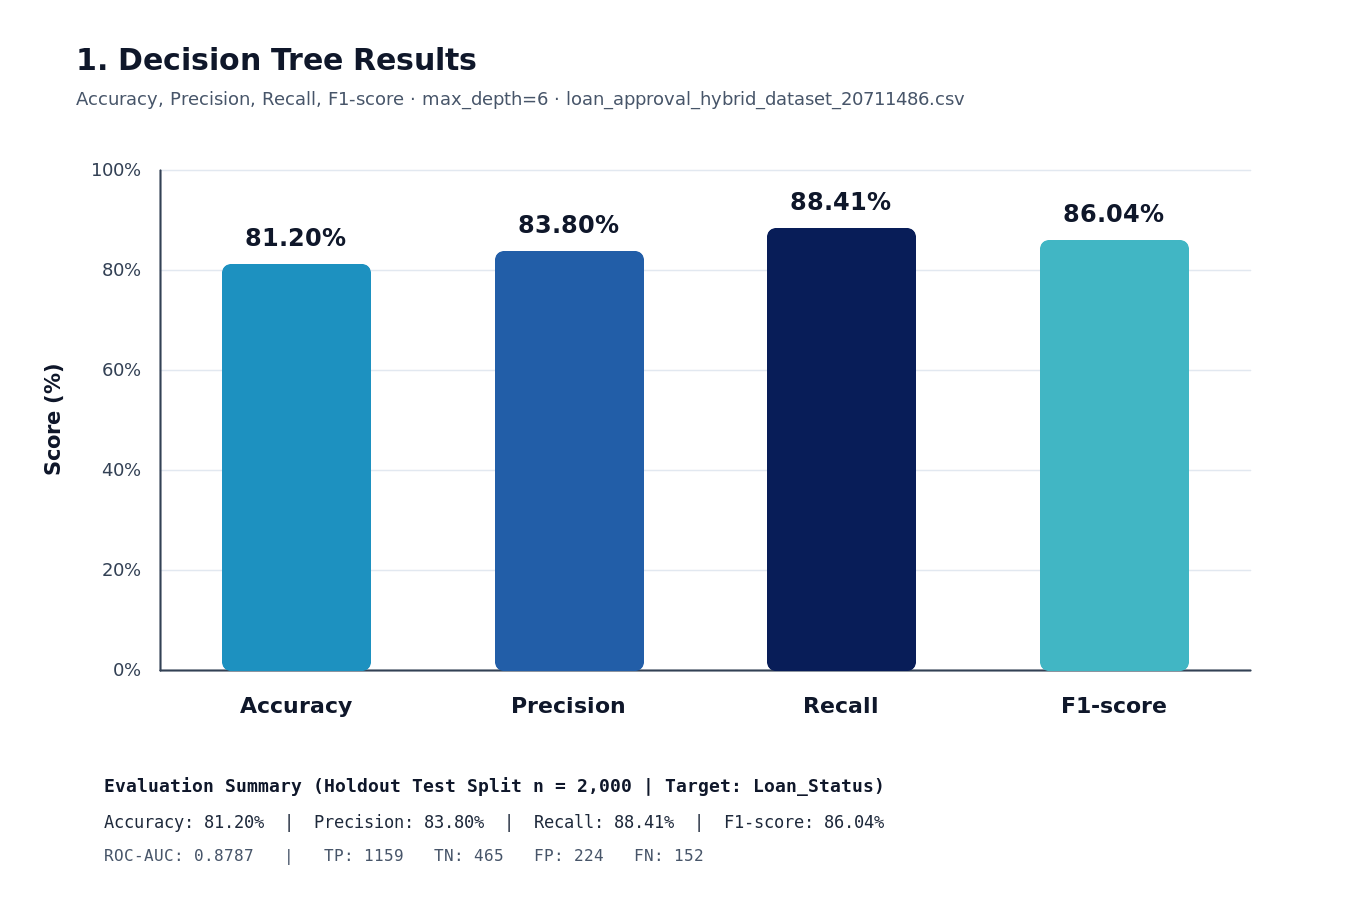 1. Decision Tree Results
Accuracy, Precision, Recall, F1-score · max_depth=6 · loan_approval_hybrid_dataset_20711486.csv
100%
80%
60%
40%
20%
0%
Score (%)
81.20%
83.80%
88.41%
86.04%
Accuracy
Precision
Recall
F1-score
Evaluation Summary (Holdout Test Split n = 2,000 | Target: Loan_Status)
Accuracy: 81.20% | Precision: 83.80% | Recall: 88.41% | F1-score: 86.04%
ROC-AUC: 0.8787 | TP: 1159 TN: 465 FP: 224 FN: 152